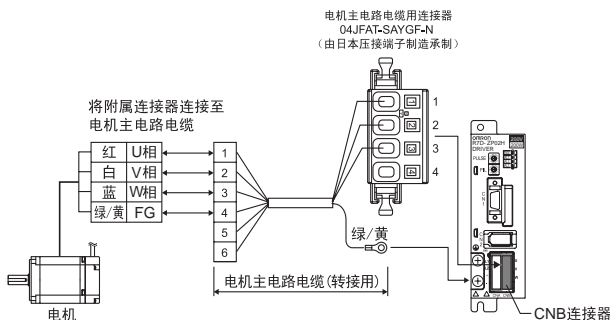 电机主电路电缆用连接器
04JFAT-SAYGF-N
（由日本压接端子制造承制）
1
2
3
4
将附属连接器连接至
电机主电路电缆
红 U相
白 V相
蓝 W相
绿/黄 FG
1
2
3
4
5
6
绿/黄
电机主电路电缆(转接用)
电机
omron
R7D-ZP02H
DRIVER
200V
PULSE
FIL
CN1
CNB连接器